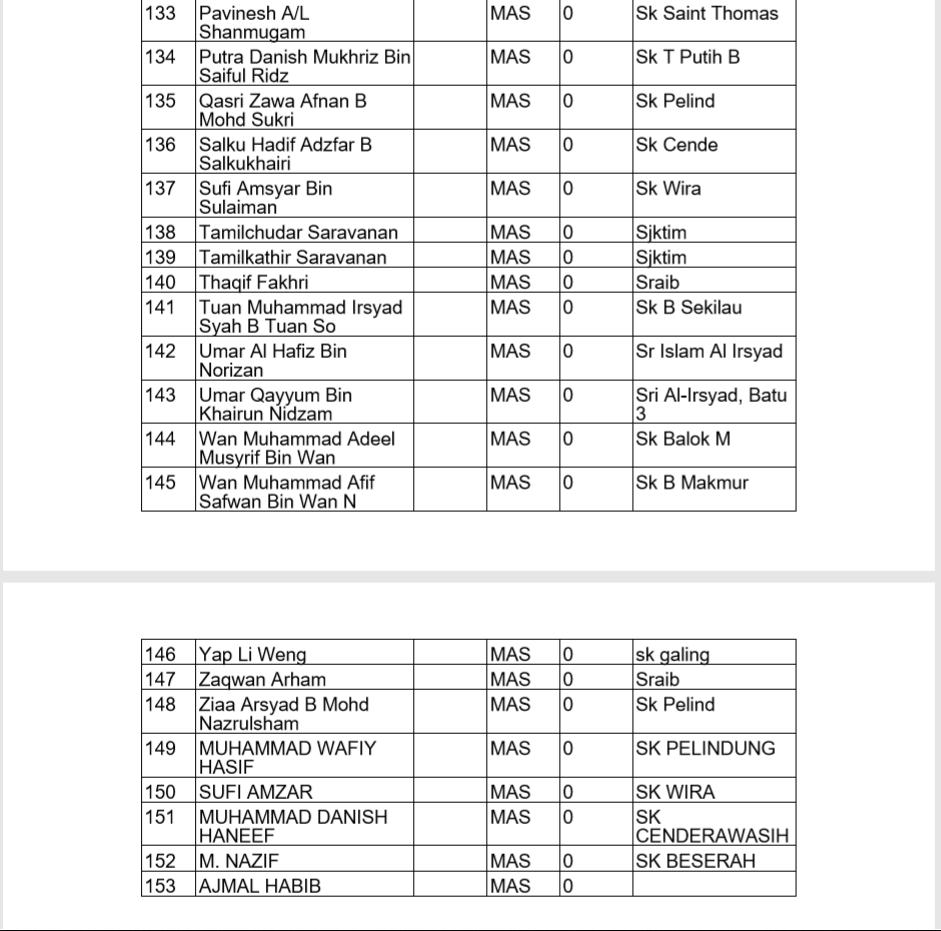 133 Pavinesh A/L MAS 0 Sk Saint Thomas
Shanmugam
134 Putra Danish Mukhriz Bin MAS 0 Sk T Putih B
Saiful Ridz
135 Qasri Zawa Afnan B MAS 0 Sk Pelind
Mohd Sukri
136 Salku Hadif Adzfar B MAS 0 Sk Cende
Salkukhairi
137 Sufi Amsyar Bin MAS 0 Sk Wira
Sulaiman
138 Tamilchudar Saravanan MAS 0 Sjktim
139 Tamilkathir Saravanan MAS 0 Sjktim
140 Thaqif Fakhri MAS 0 Sraib
141 Tuan Muhammad Irsyad MAS 0 Sk B Sekilau
Syah B Tuan So
142 Umar Al Hafiz Bin MAS 0 Sr Islam Al Irsyad
Norizan
143 Umar Qayyum Bin MAS 0 Sri Al-Irsyad, Batu
Khairun Nidzam 3
144 Wan Muhammad Adeel MAS 0 Sk Balok M
Musyrif Bin Wan
145 Wan Muhammad Afif MAS 0 Sk B Makmur
Safwan Bin Wan N
146 Yap Li Weng MAS 0 sk galing
147 Zaqwan Arham MAS 0 Sraib
148 Ziaa Arsyad B Mohd MAS 0 Sk Pelind
Nazrulsham
149 MUHAMMAD WAFIY MAS 0 SK PELINDUNG
HASIF
150 SUFI AMZAR MAS 0 SK WIRA
151 MUHAMMAD DANISH MAS 0 SK
HANEEF CENDERAWASIH
152 M. NAZIF MAS 0 SK BESERAH
153 AJMAL HABIB MAS 0